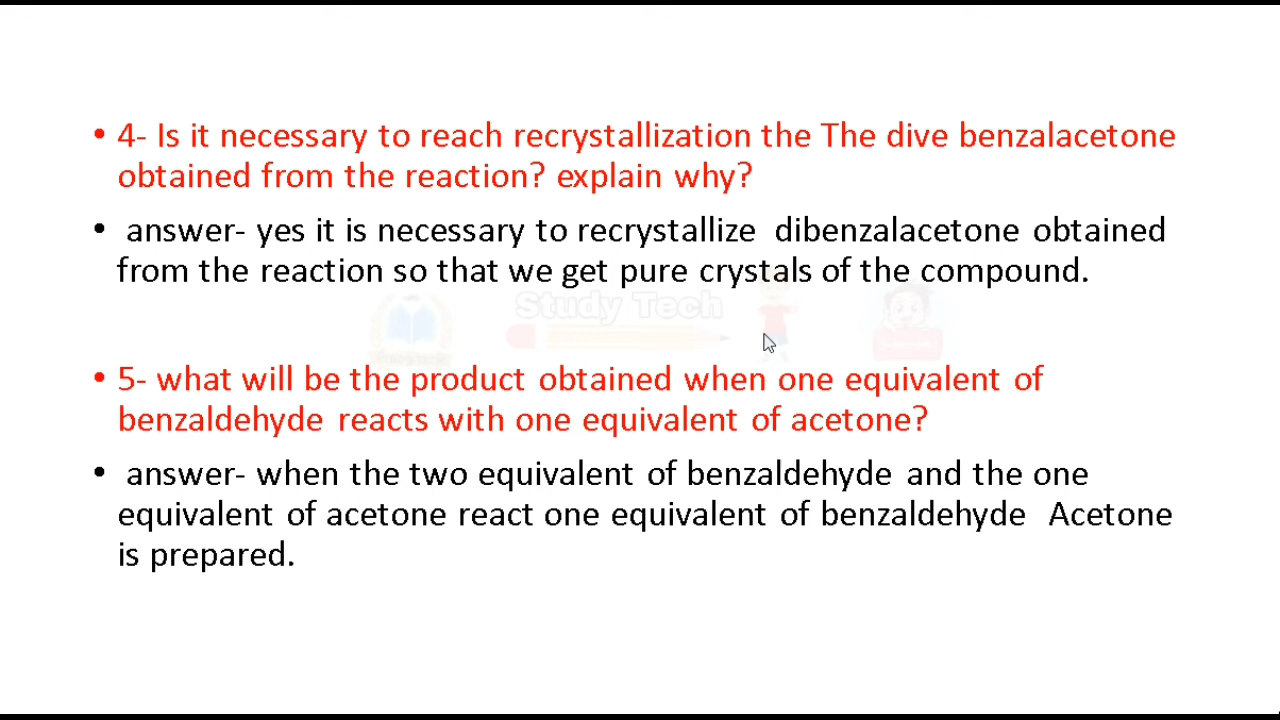 • 4- Is it necessary to reach recrystallization the The dive benzalacetone
obtained from the reaction? explain why?
• answer- yes it is necessary to recrystallize dibenzalacetone obtained
from the reaction so that we get pure crystals of the compound.
Study Tech
• 5- what will be the product obtained when one equivalent of
benzaldehyde reacts with one equivalent of acetone?
• answer- when the two equivalent of benzaldehyde and the one
equivalent of acetone react one equivalent of benzaldehyde Acetone
is prepared.